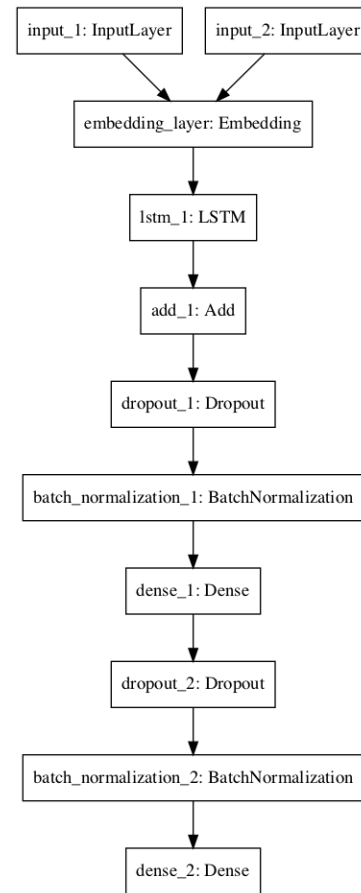 input_1: InputLayer
input_2: InputLayer
embedding_layer: Embedding
lstm_1: LSTM
add_1: Add
dropout_1: Dropout
batch_normalization_1: BatchNormalization
dense_1: Dense
dropout_2: Dropout
batch_normalization_2: BatchNormalization
dense_2: Dense